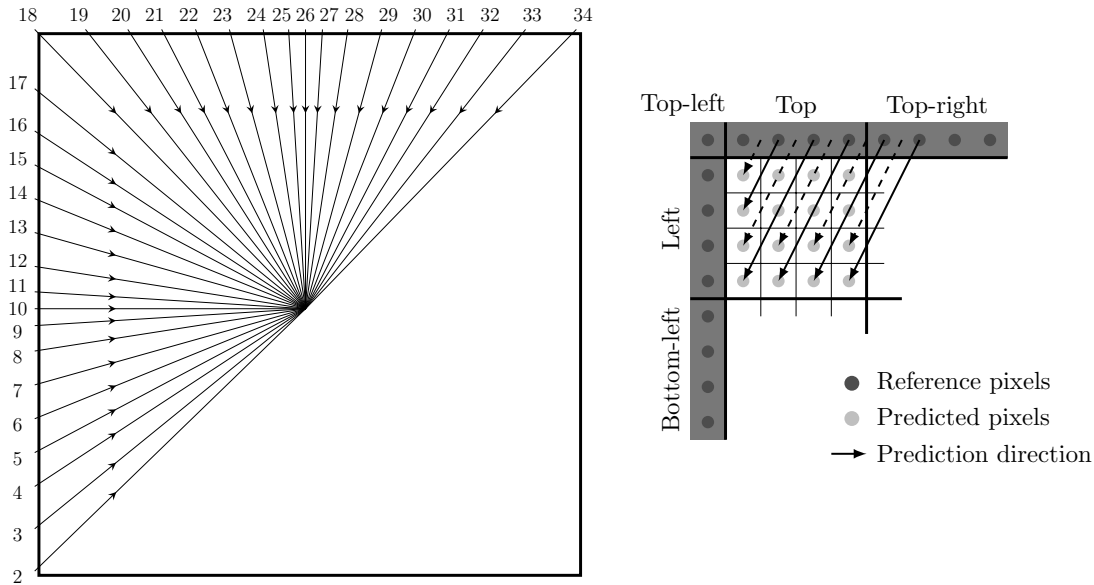 18 19 20 21 22 23 24 25 26 27 28 29 30 31 32 33 34
17
16
15
14
13
12
11
10
9
8
7
6
5
4
3
2
Top-left Top Top-right
Left
Bottom-left
Reference pixels
Predicted pixels
Prediction direction